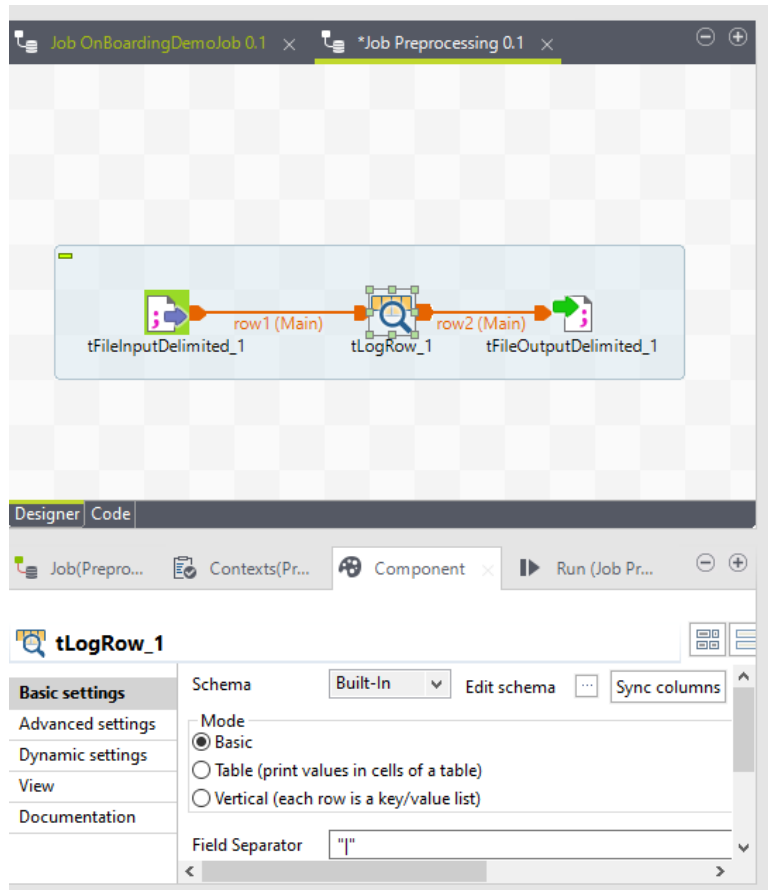 Job OnBoardingDemoJob 0.1
*Job Preprocessing 0.1
row1 (Main)
row2 (Main)
tFileInputDelimited_1
tLogRow_1
tFileOutputDelimited_1
Designer
Code
Job(Prepro...
Contexts(Pr...
Component
Run (Job Pr...
tLogRow_1
Basic settings
Advanced settings
Dynamic settings
View
Documentation
Schema
Built-In
Edit schema
...
Sync columns
Mode
Basic
Table (print values in cells of a table)
Vertical (each row is a key/value list)
Field Separator
"|"